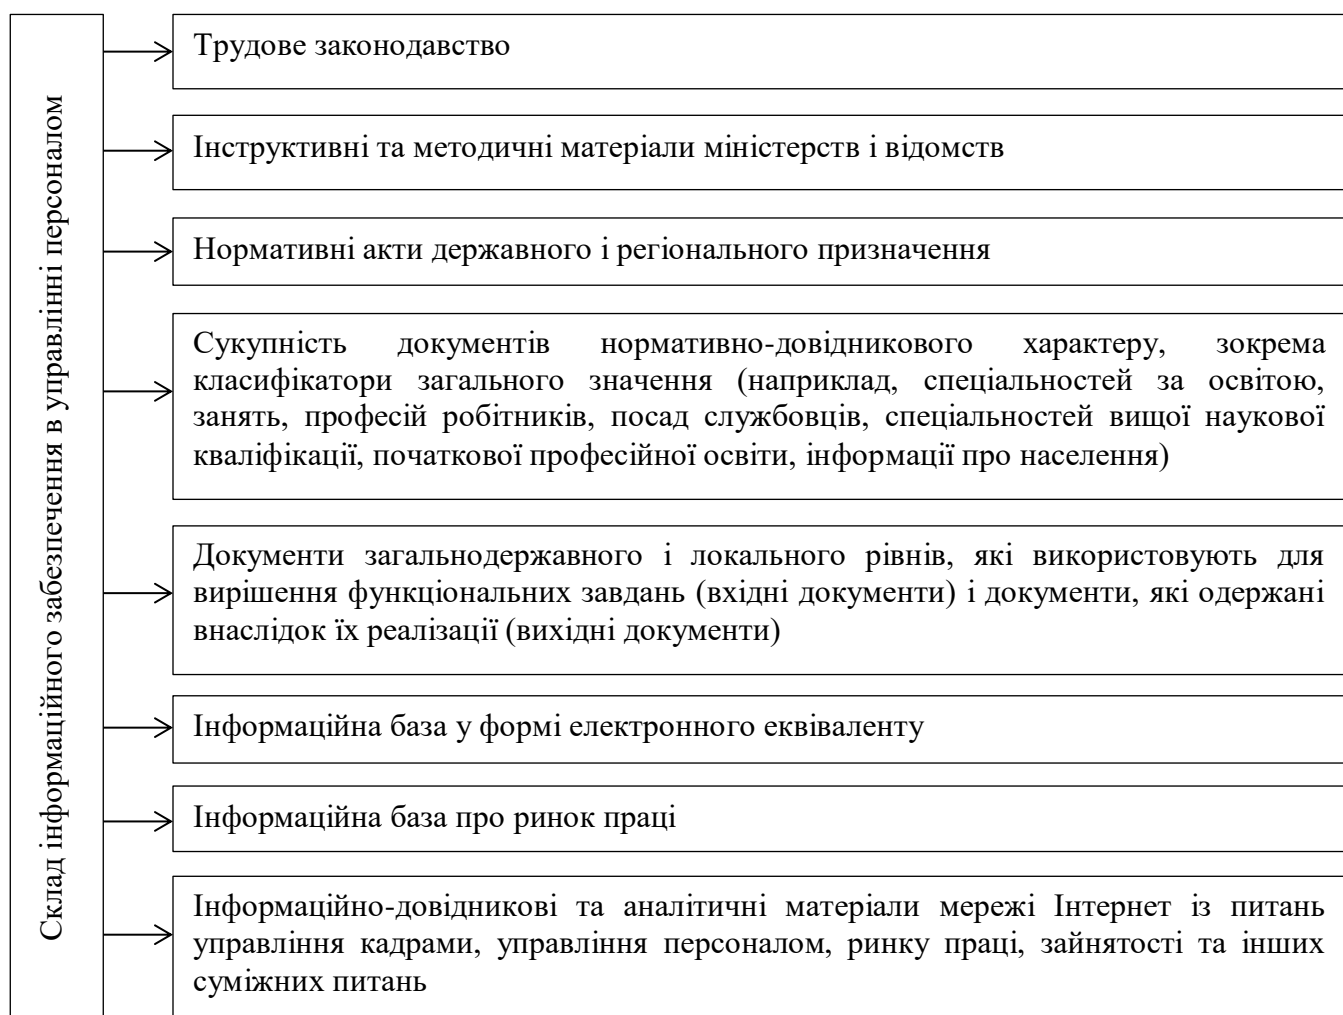 Склад інформаційного забезпечення в управлінні персоналом
Трудове законодавство
Інструктивні та методичні матеріали міністерств і відомств
Нормативні акти державного і регіонального призначення
Сукупність документів нормативно-довідникового характеру, зокрема
класифікатори загального значення (наприклад, спеціальностей за освітою,
занять, професій робітників, посад службовців, спеціальностей вищої наукової
кваліфікації, початкової професійної освіти, інформації про населення)
Документи загальнодержавного і локального рівнів, які використовують для
вирішення функціональних завдань (вхідні документи) і документи, які одержані
внаслідок їх реалізації (вихідні документи)
Інформаційна база у формі електронного еквіваленту
Інформаційна база про ринок праці
Інформаційно-довідникові та аналітичні матеріали мережі Інтернет із питань
управління кадрами, управління персоналом, ринку праці, зайнятості та інших
суміжних питань